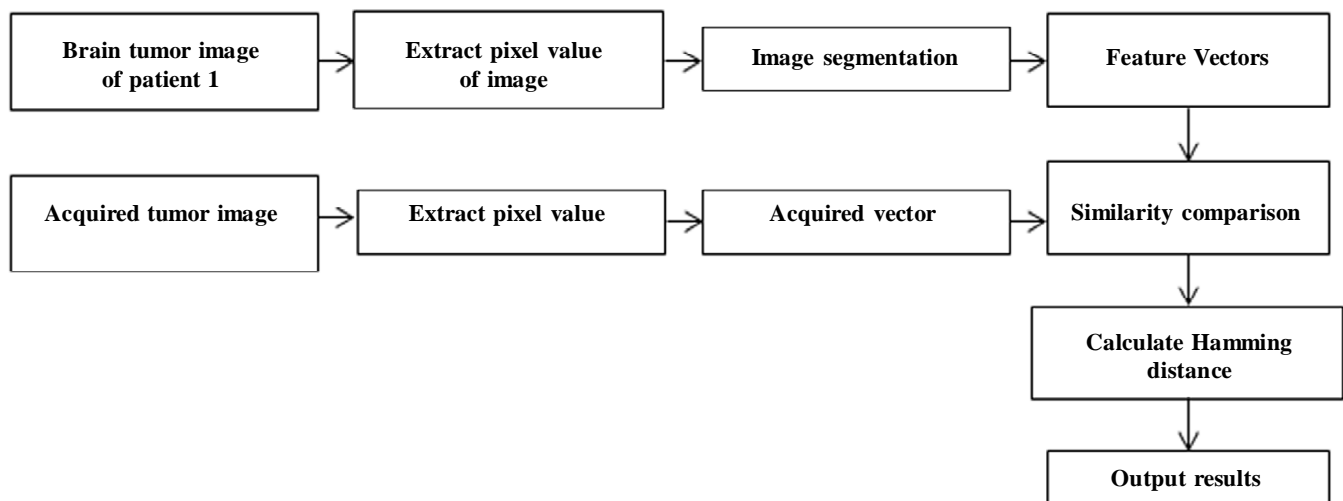 Brain tumor image
of patient 1
Extract pixel value
of image
Image segmentation
Feature Vectors
Acquired tumor image
Extract pixel value
Acquired vector
Similarity comparison
Calculate Hamming
distance
Output results